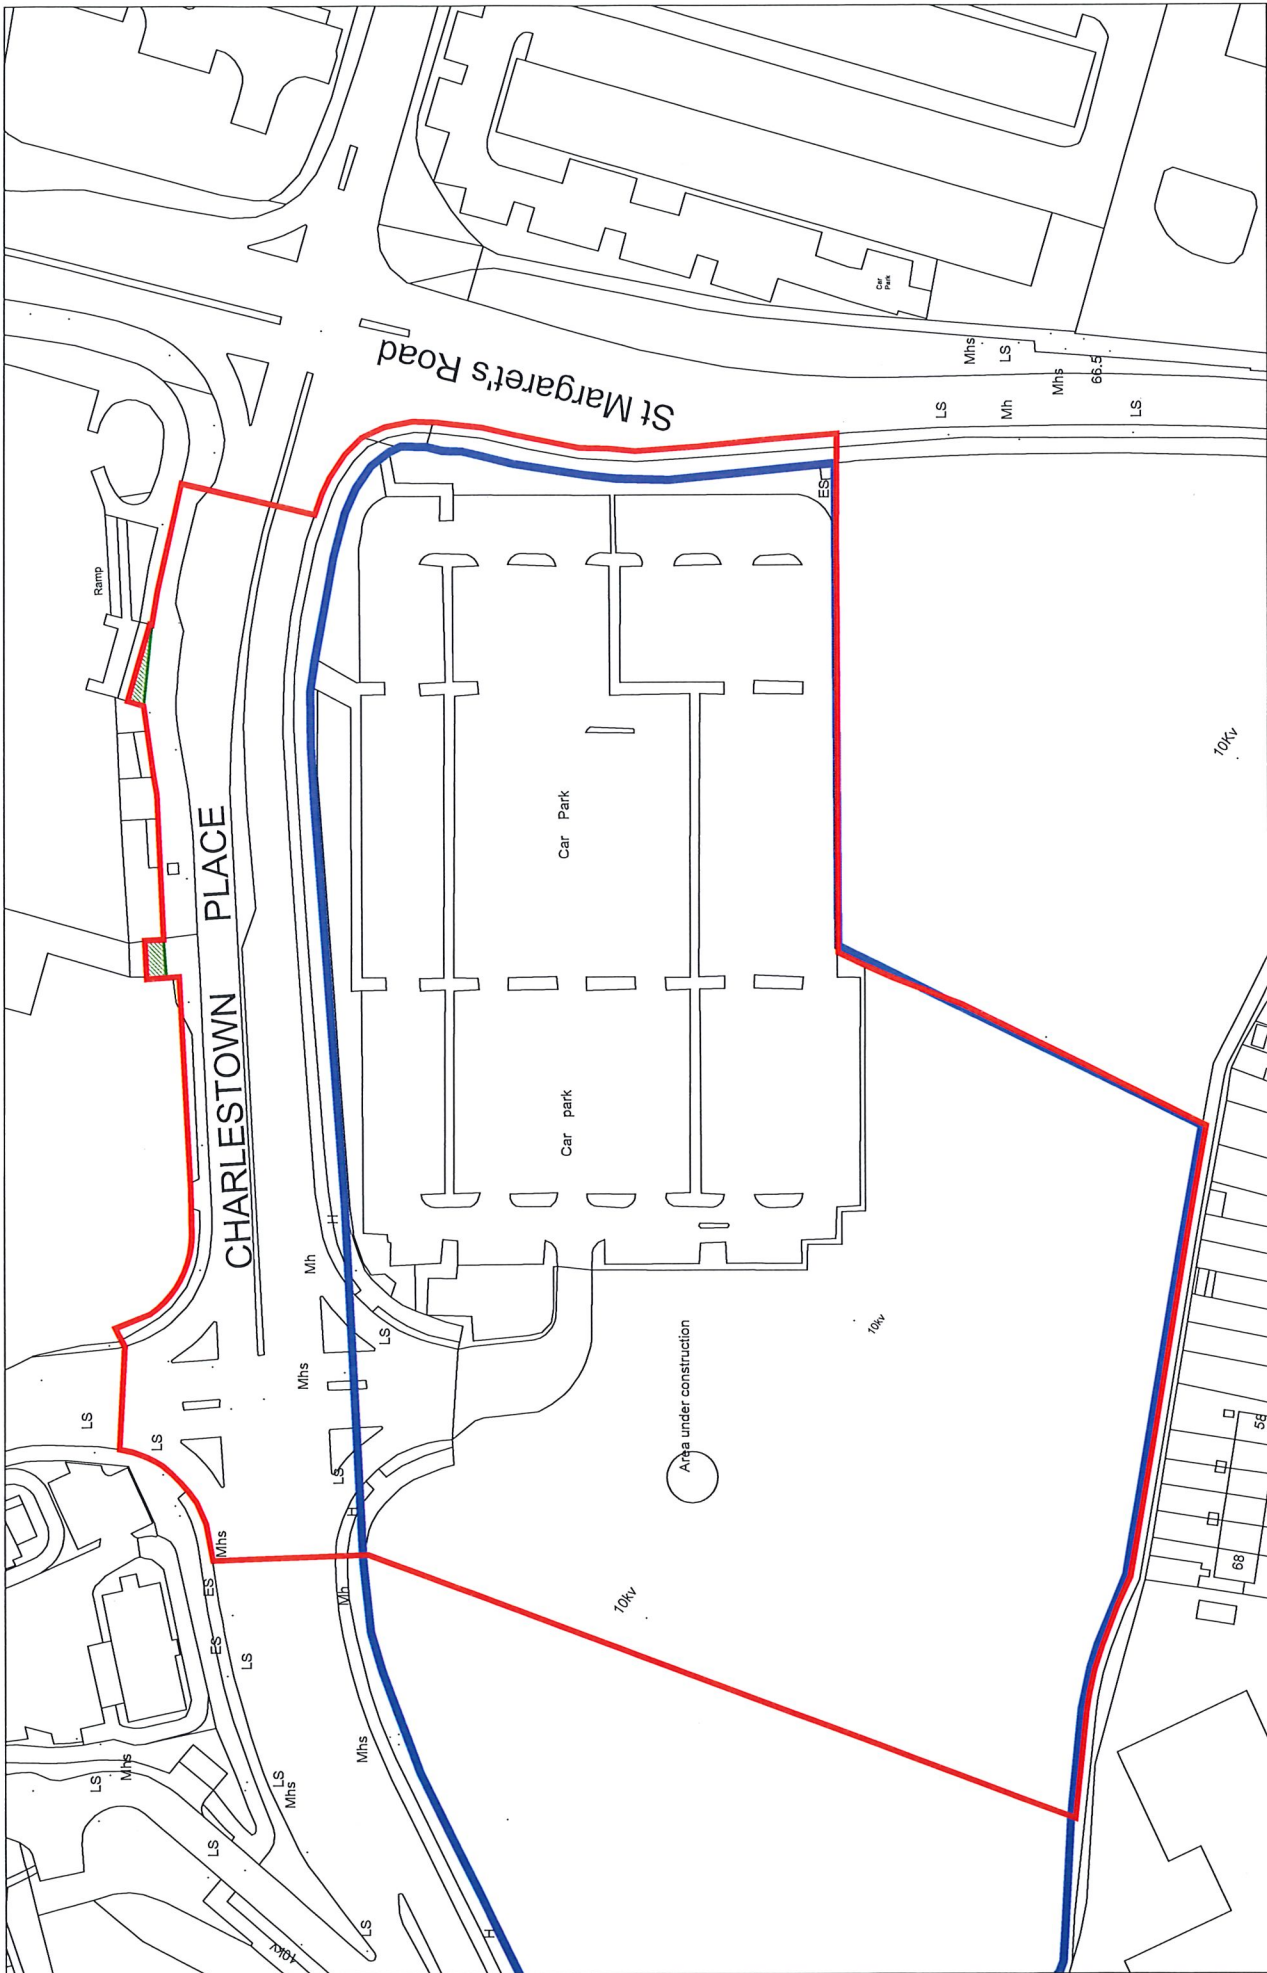 St Margaret's Road
Car
Park
Mhs
LS
Mhs
66.5
LS
Mh
LS
ES
Ramp
CHARLESTOWN PLACE
Car Park
10Kv
Car park
H
Mh
LS
Mhs
LS
LS
LS
H
Area under construction
10kv
58
68
Mhs
ES
Mh
10kv
ES
LS
Mhs
LS
Mhs
LS
Mhs
LS
LS
H
10kv